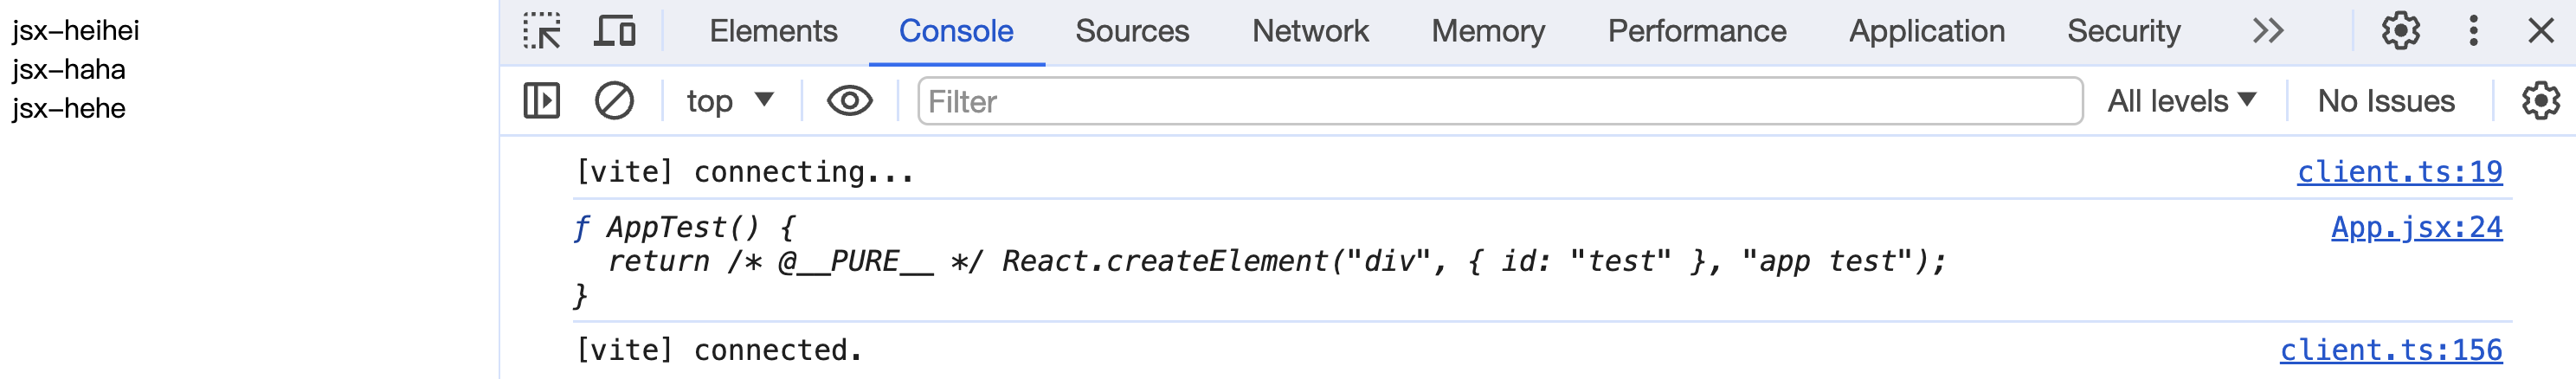 jsx-heihei
jsx-haha
jsx-hehe
Elements Console Sources Network Memory Performance Application Security
top Filter All levels No Issues
[vite] connecting... client.ts:19
ƒ AppTest() { App.jsx:24
return /* @__PURE__ */ React.createElement("div", { id: "test" }, "app test");
}
[vite] connected. client.ts:156